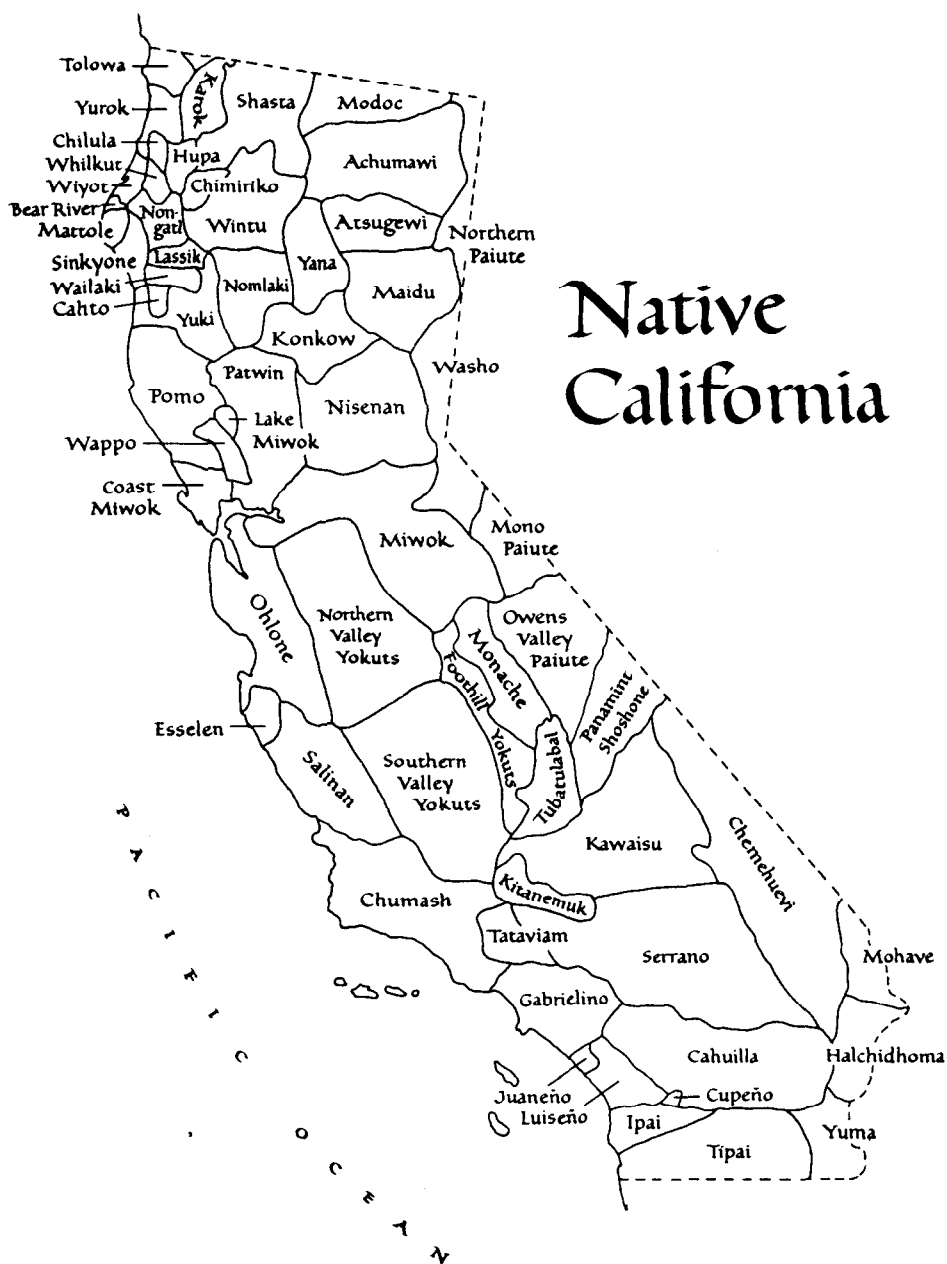 Native
California
Tolowa
Karok
Shasta
Modoc
Yurok
Chilula
Hupa
Achumawi
Whilkut
Wiyot
Chimiriko
Bear River
Non-
gatl
Wintu
Atsugewi
Northern
Paiute
Mattole
Sinkyone
Lassik
Yana
Wailaki
Nomlaki
Maidu
Cahto
Yuki
Konkow
Washo
Patwin
Pomo
Nisenan
Lake
Miwok
Wappo
Coast
Miwok
Miwok
Mono
Paiute
Ohlone
Northern
Valley
Yokuts
Foothill
Yokuts
Monache
Owens
Valley
Paiute
Panamint
Shoshone
Esselen
Salinan
Southern
Valley
Yokuts
Tubatulabal
Kawaisu
Chemehuevi
Chumash
Kitanemuk
Tataviam
Serrano
Mohave
Gabrielino
Cahuilla
Halchidhoma
Juaneño
Luiseño
Cupeño
Ipai
Tipai
Yuma
PACIFIC OCEAN